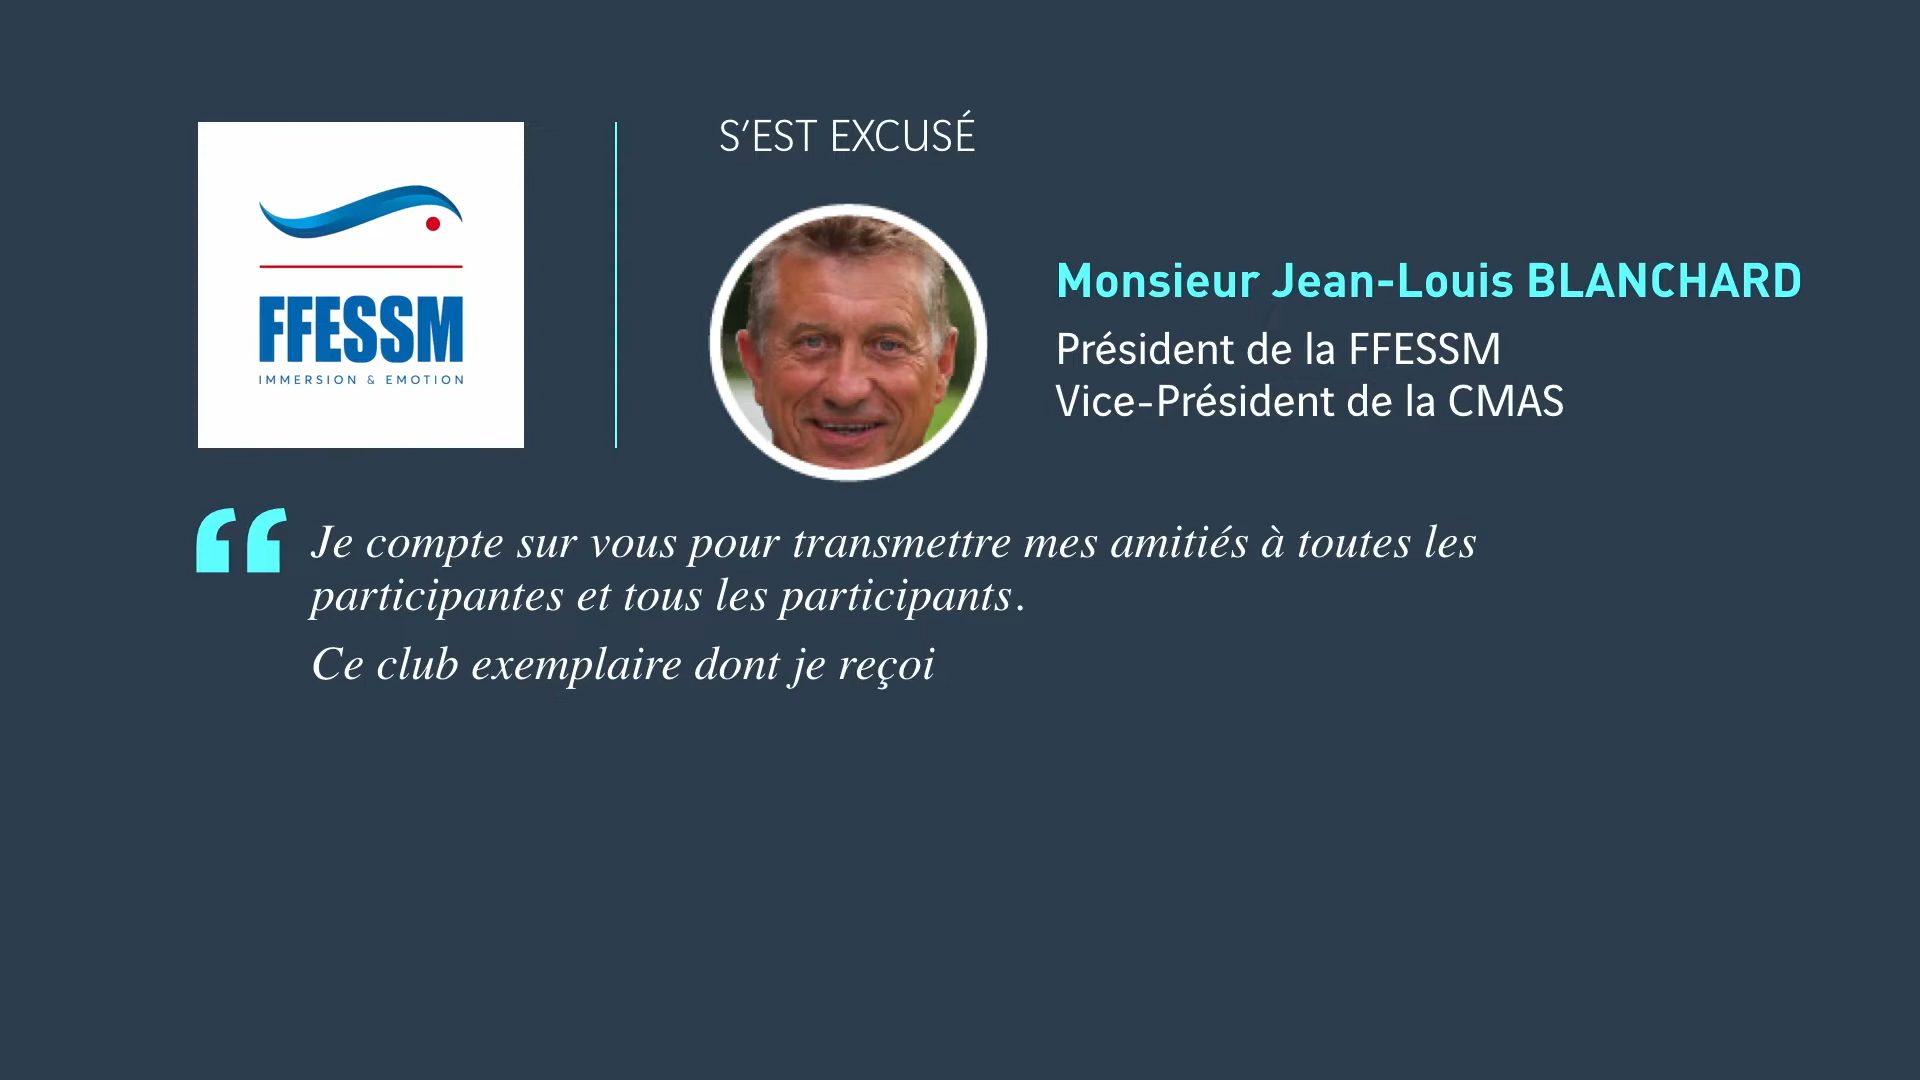 FFESSM
IMMERSION & EMOTION
S'EST EXCUSÉ
Monsieur Jean-Louis BLANCHARD
Président de la FFESSM
Vice-Président de la CMAS
“ Je compte sur vous pour transmettre mes amitiés à toutes les
participantes et tous les participants.
Ce club exemplaire dont je reçoi